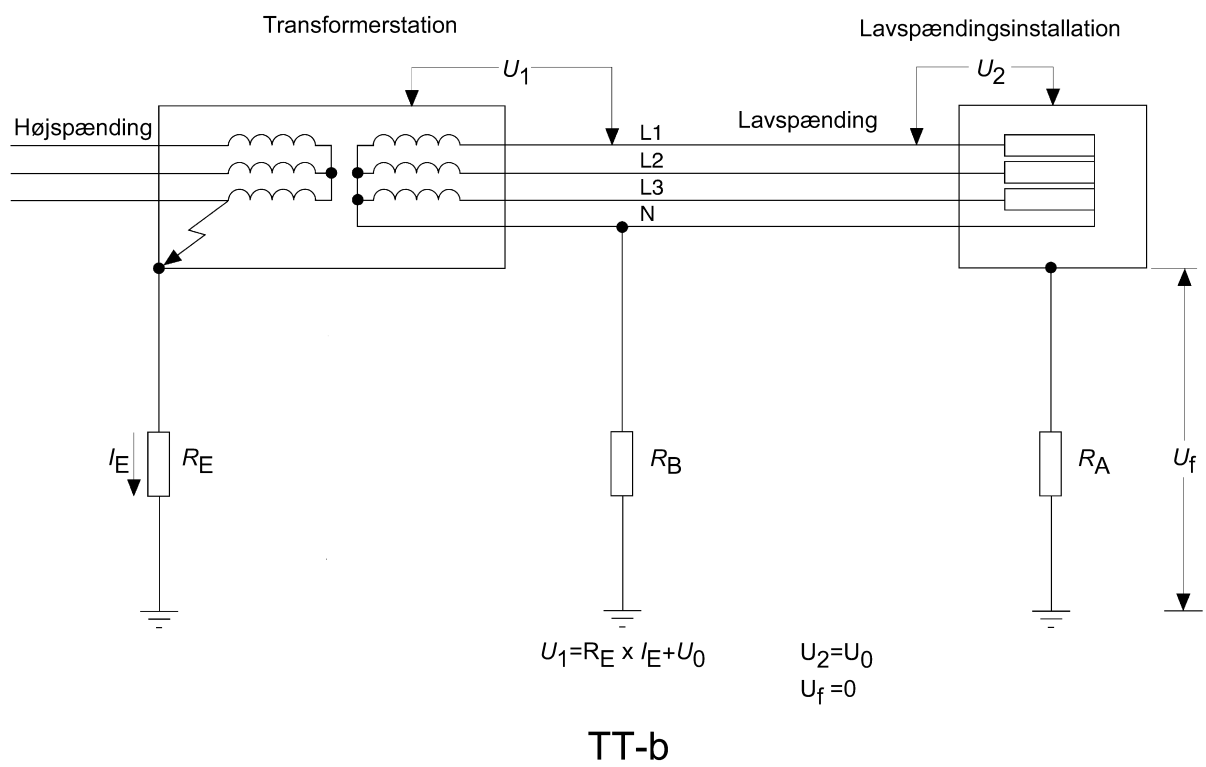 Transformerstation
Lavspændingsinstallation
U1
U2
Højspænding
Lavspænding
L1
L2
L3
N
IE
RE
RB
RA
Uf
U1=RE x IE+U0
U2=U0
Uf =0
TT-b